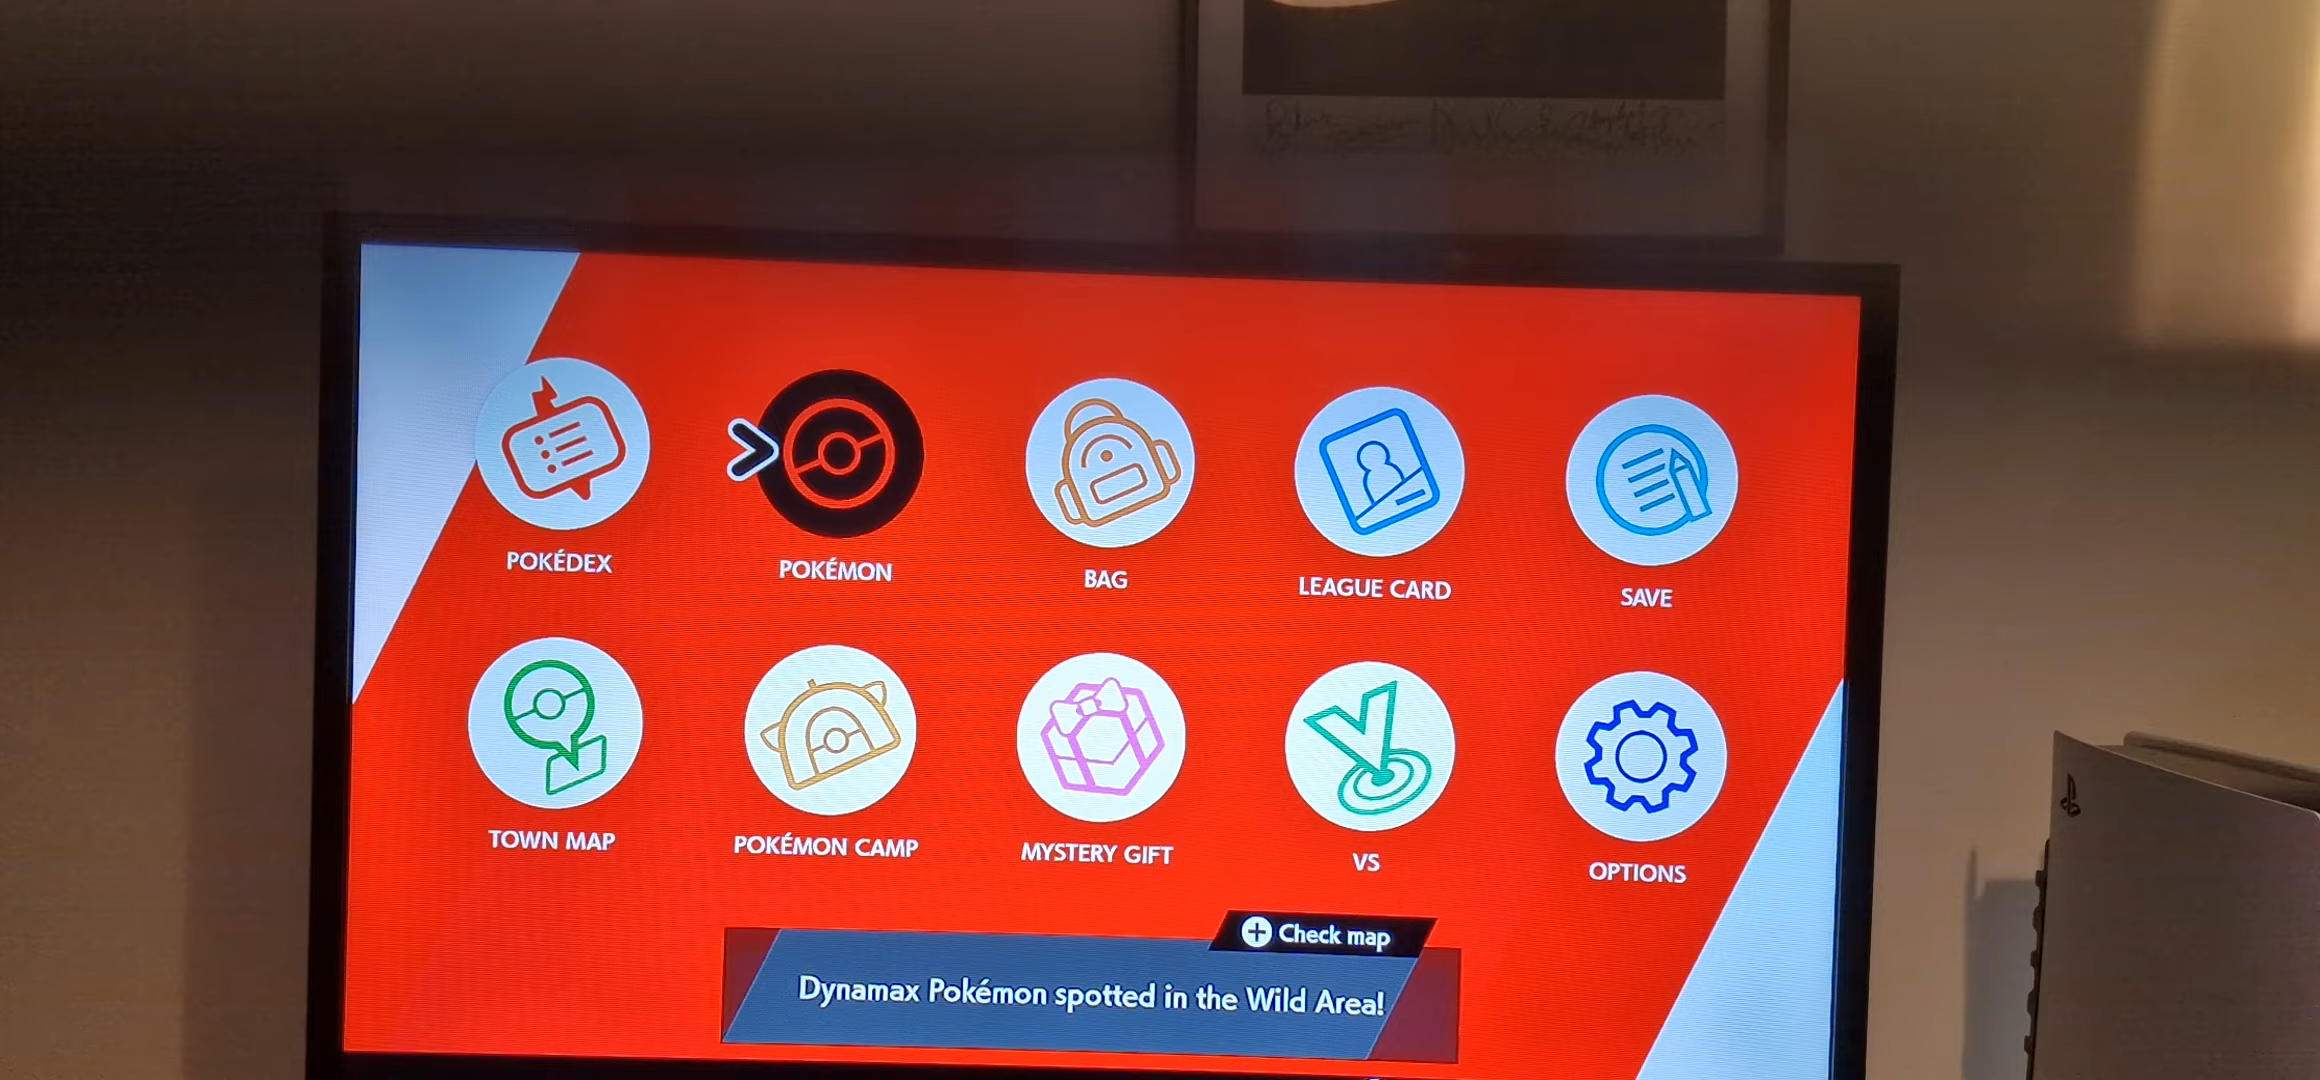 POKÉDEX
POKÉMON
BAG
LEAGUE CARD
SAVE
TOWN MAP
POKÉMON CAMP
MYSTERY GIFT
VS
OPTIONS
Check map
Dynamax Pokémon spotted in the Wild Area!